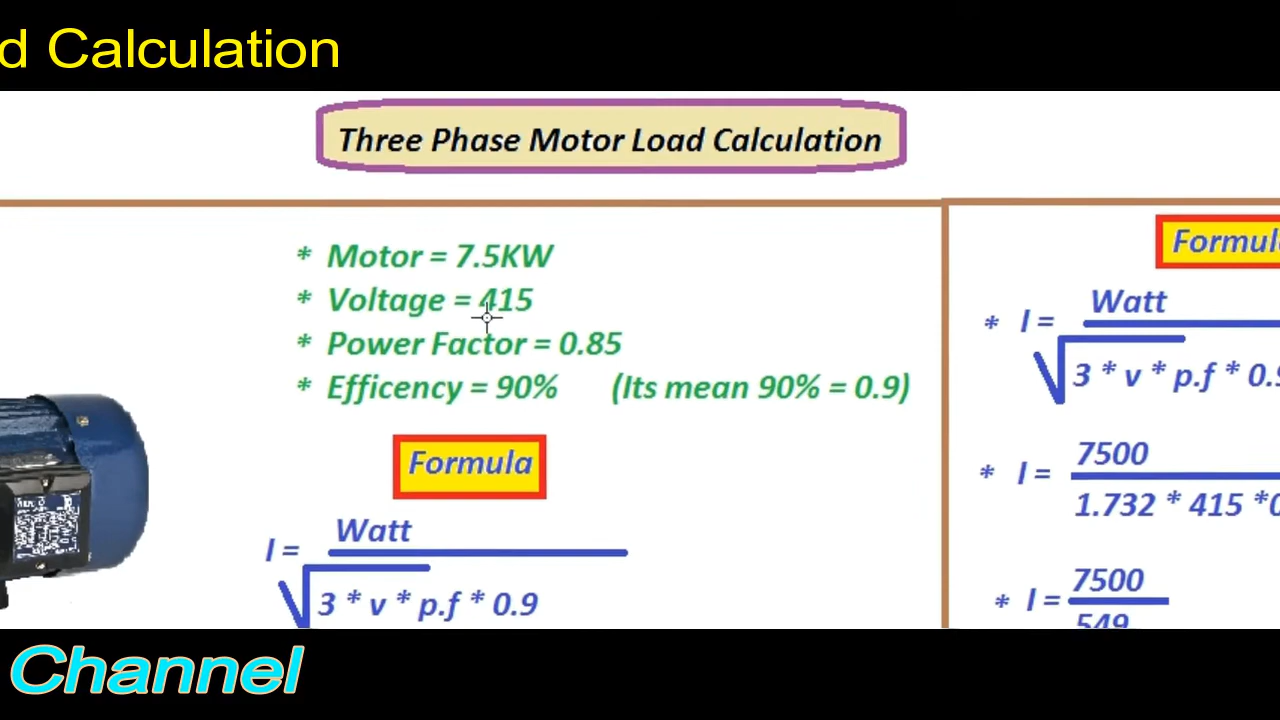 d Calculation
Three Phase Motor Load Calculation
* Motor = 7.5KW
* Voltage = 415
* Power Factor = 0.85
* Efficency = 90% (Its mean 90% = 0.9)
Formula
I = Watt
√3 * v * p.f * 0.9
Formula
* I = Watt
√3 * v * p.f * 0.9
* I = 7500
1.732 * 415 *0
* I = 7500
549
Channel